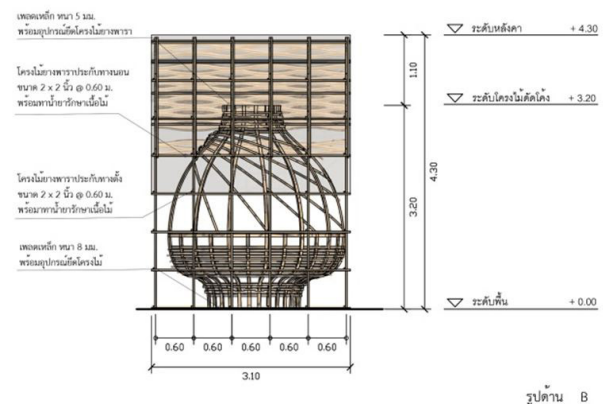 เพลตเหล็ก หนา 5 มม.
พร้อมอุปกรณ์ยึดโครงไม้ยางพารา
โครงไม้ยางพาราประกับทางนอน
ขนาด 2 x 2 นิ้ว @ 0.60 ม.
พร้อมทาน้ำยารักษาเนื้อไม้
โครงไม้ยางพาราประกับทางตั้ง
ขนาด 2 x 2 นิ้ว @ 0.60 ม.
พร้อมทาน้ำยารักษาเนื้อไม้
เพลตเหล็ก หนา 8 มม.
พร้อมอุปกรณ์ยึดโครงไม้
1.10
3.20
4.30
ระดับหลังคา + 4.30
ระดับโครงไม้ดัดโค้ง + 3.20
ระดับพื้น + 0.00
0.60 0.60 0.60 0.60 0.60
3.10
รูปด้าน B